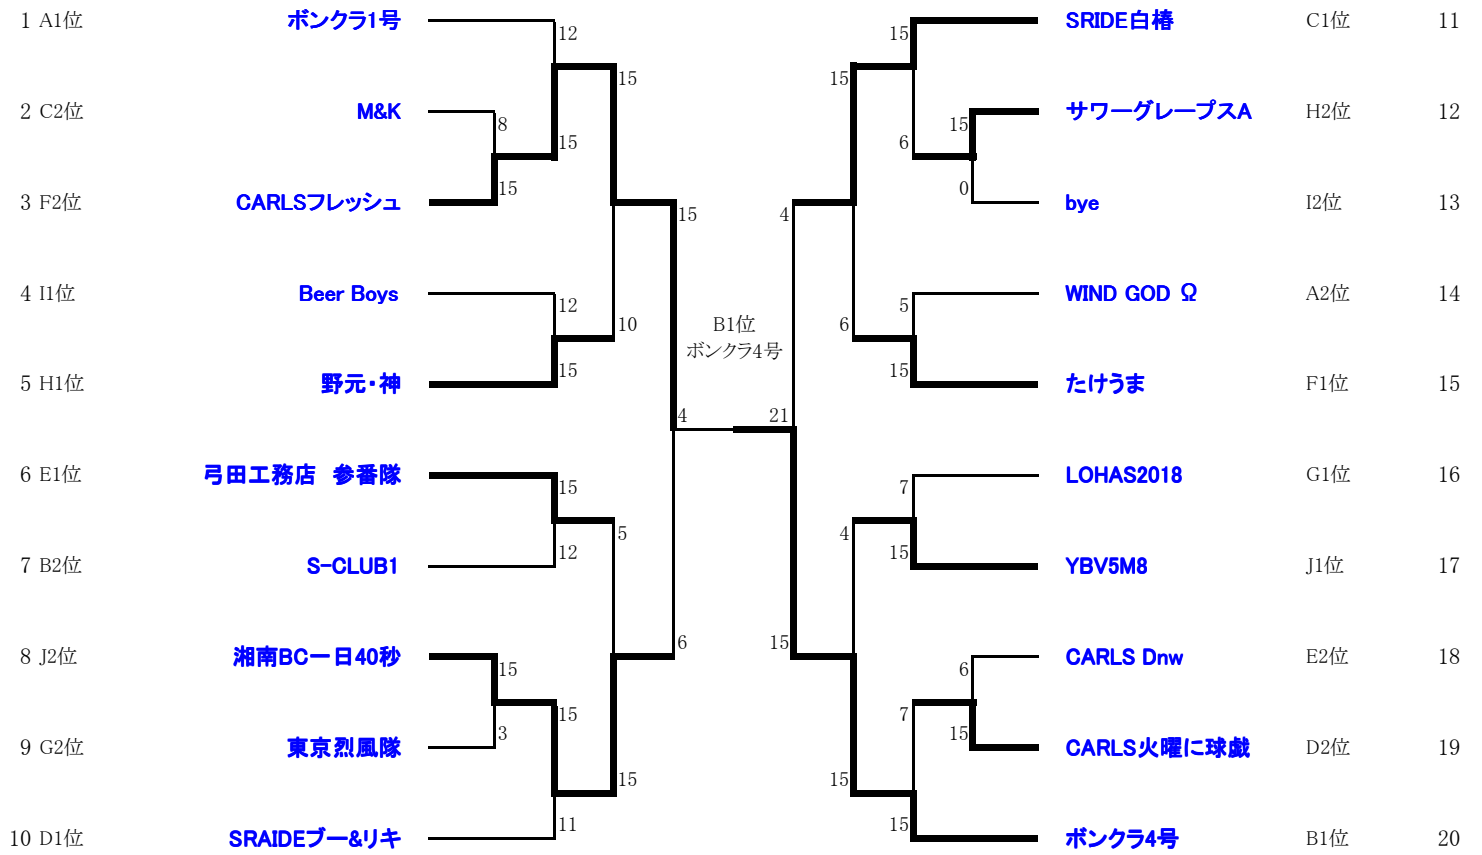 1 A1位 ボンクラ1号 SRIDE白椿 C1位 11
12 15
15 15
2 C2位 M&K サワーグレープスA H2位 12
8 15
15 6
15 0
3 F2位 CARLSフレッシュ bye I2位 13
15 4
4 I1位 Beer Boys WIND GOD Ω A2位 14
12 5
10 B1位 6
ボンクラ4号
15 15
5 H1位 野元・神 たけうま F1位 15
4 21
6 E1位 弓田工務店　参番隊 LOHAS2018 G1位 16
15 7
5 4
12 15
7 B2位 S-CLUB1 YBV5M8 J1位 17
6 15
8 J2位 湘南BC一日40秒 CARLS Dnw E2位 18
15 6
15 7
3 15
9 G2位 東京烈風隊 CARLS火曜に球戯 D2位 19
15 15
11 15
10 D1位 SRAIDEブー&リキ ボンクラ4号 B1位 20